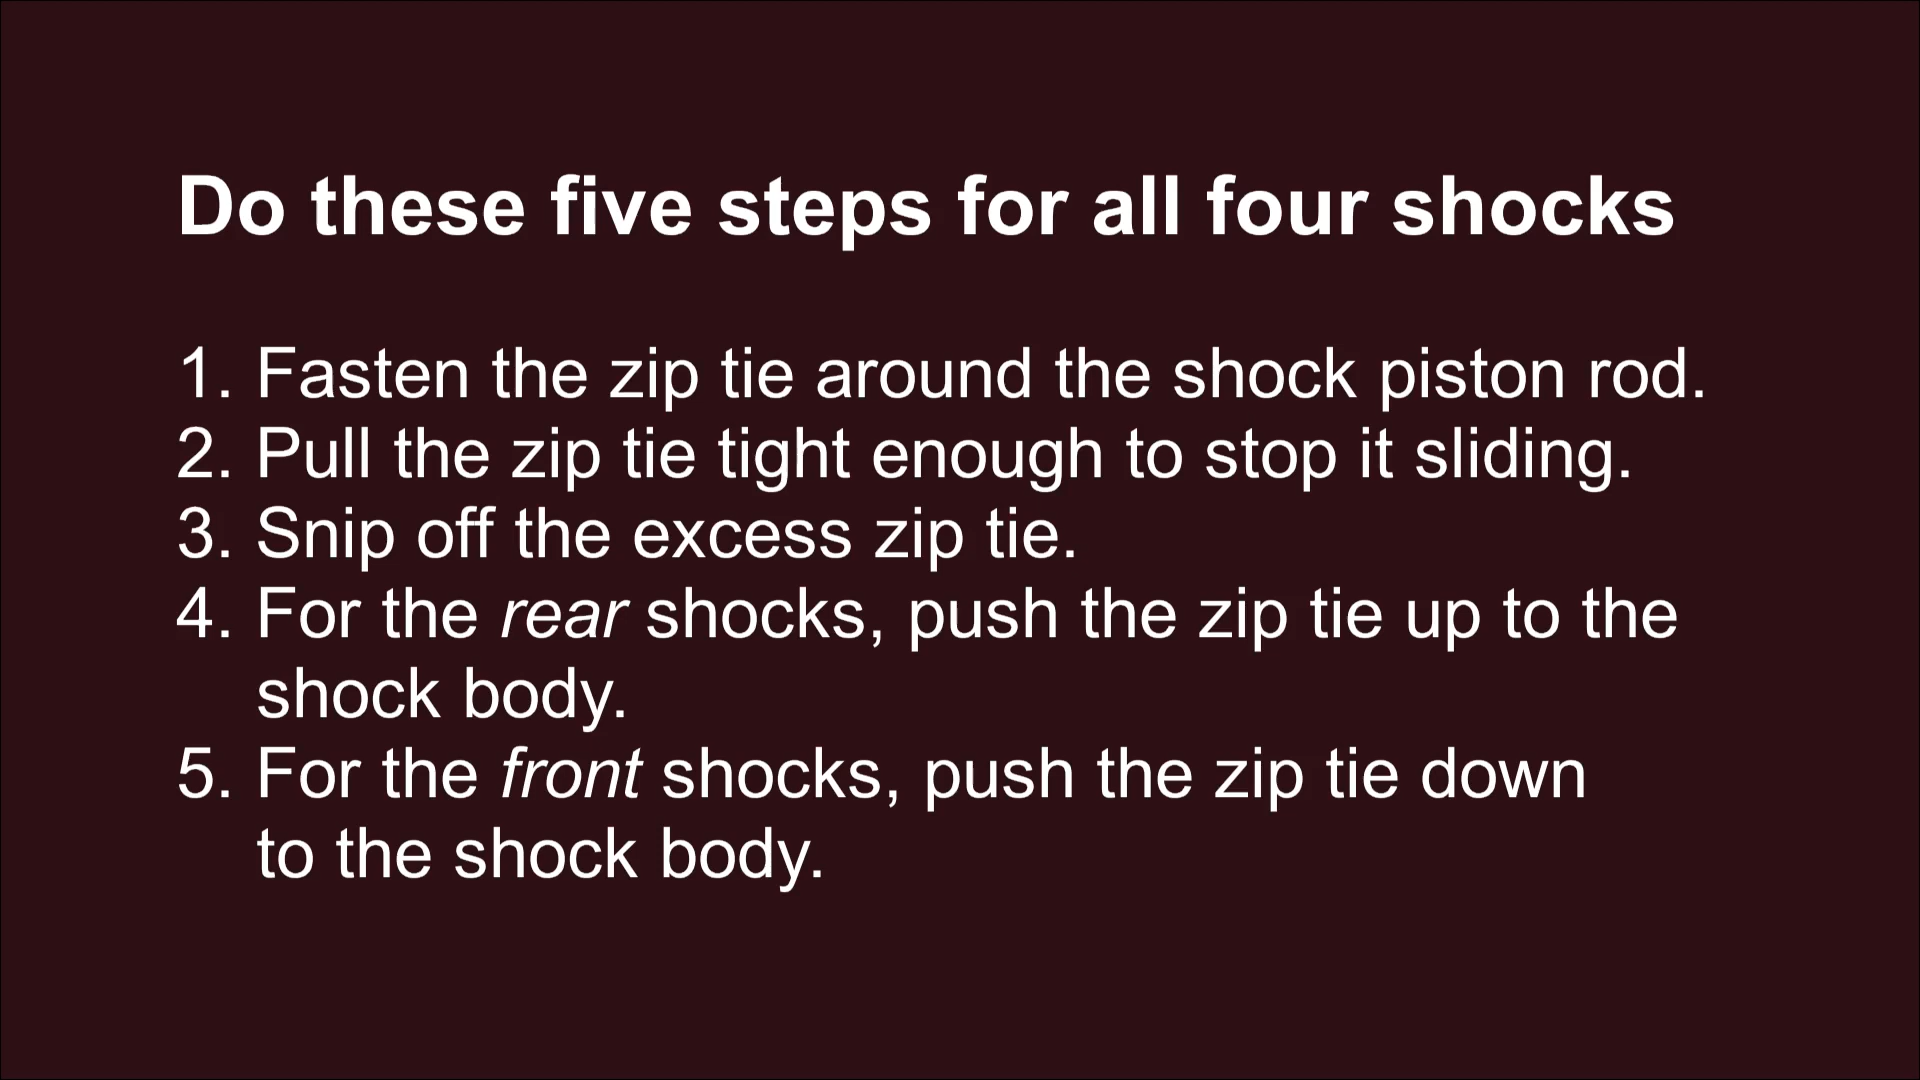 Do these five steps for all four shocks
1. Fasten the zip tie around the shock piston rod.
2. Pull the zip tie tight enough to stop it sliding.
3. Snip off the excess zip tie.
4. For the rear shocks, push the zip tie up to the
shock body.
5. For the front shocks, push the zip tie down
to the shock body.